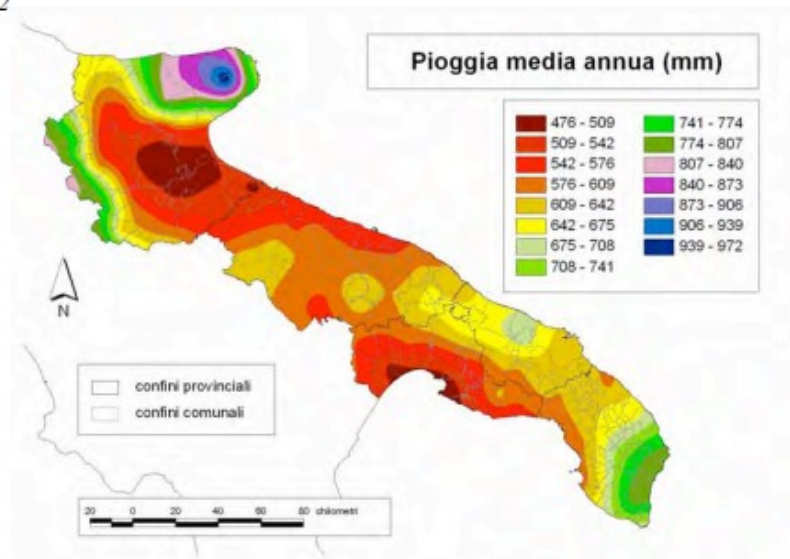 2
Pioggia media annua (mm)
476 - 509
509 - 542
542 - 576
576 - 609
609 - 642
642 - 675
675 - 708
708 - 741
741 - 774
774 - 807
807 - 840
840 - 873
873 - 906
906 - 939
939 - 972
N
confini provinciali
confini comunali
20 0 20 40 60 80 chilometri